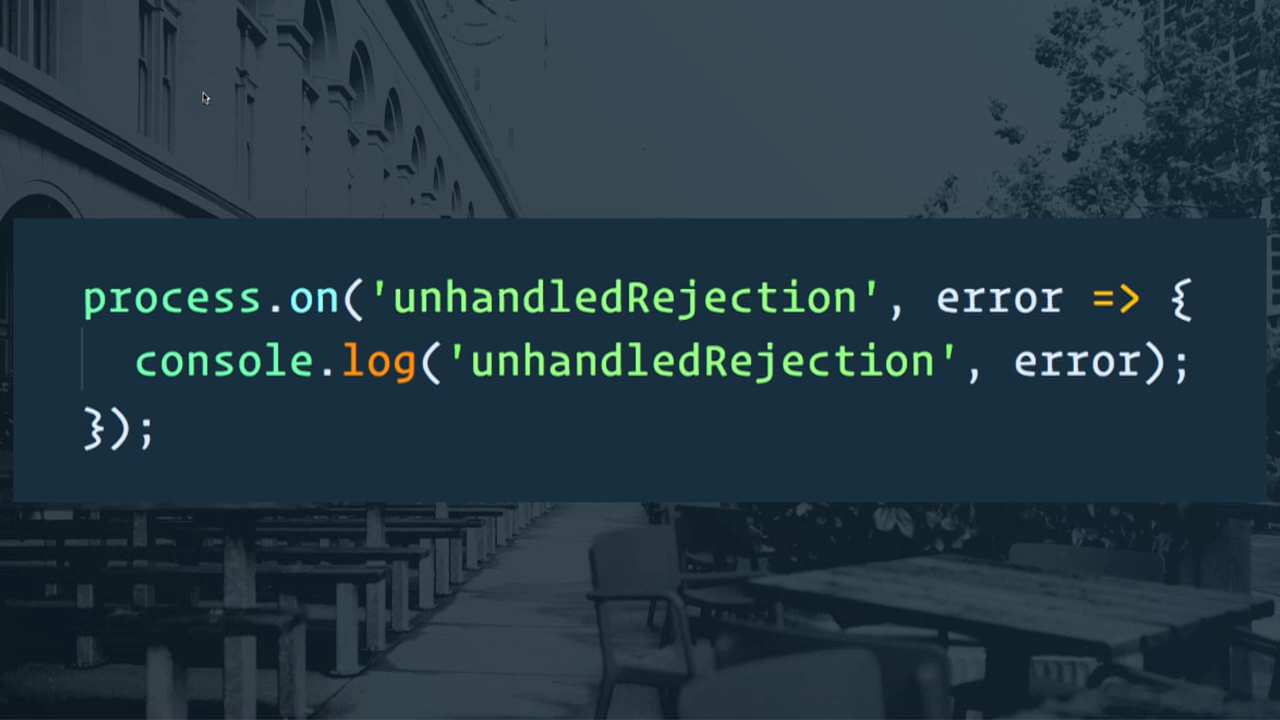 process.on('unhandledRejection', error => {
  console.log('unhandledRejection', error);
});